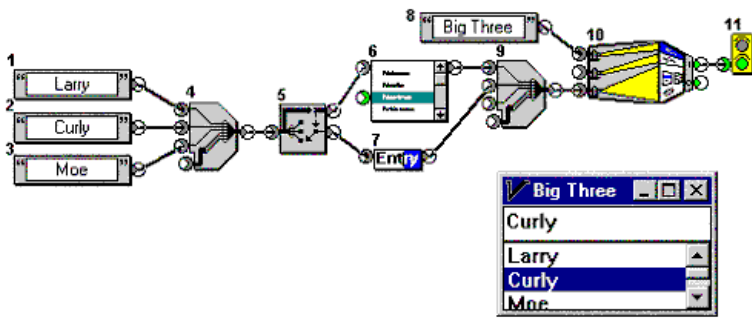 8 “ Big Three ”
10
11
1
6
9
“ Larry ”
2
4
5
“ Curly ”
3
7
“ Moe ”
Entry
Big Three
Curly
Larry
Curly
Moe